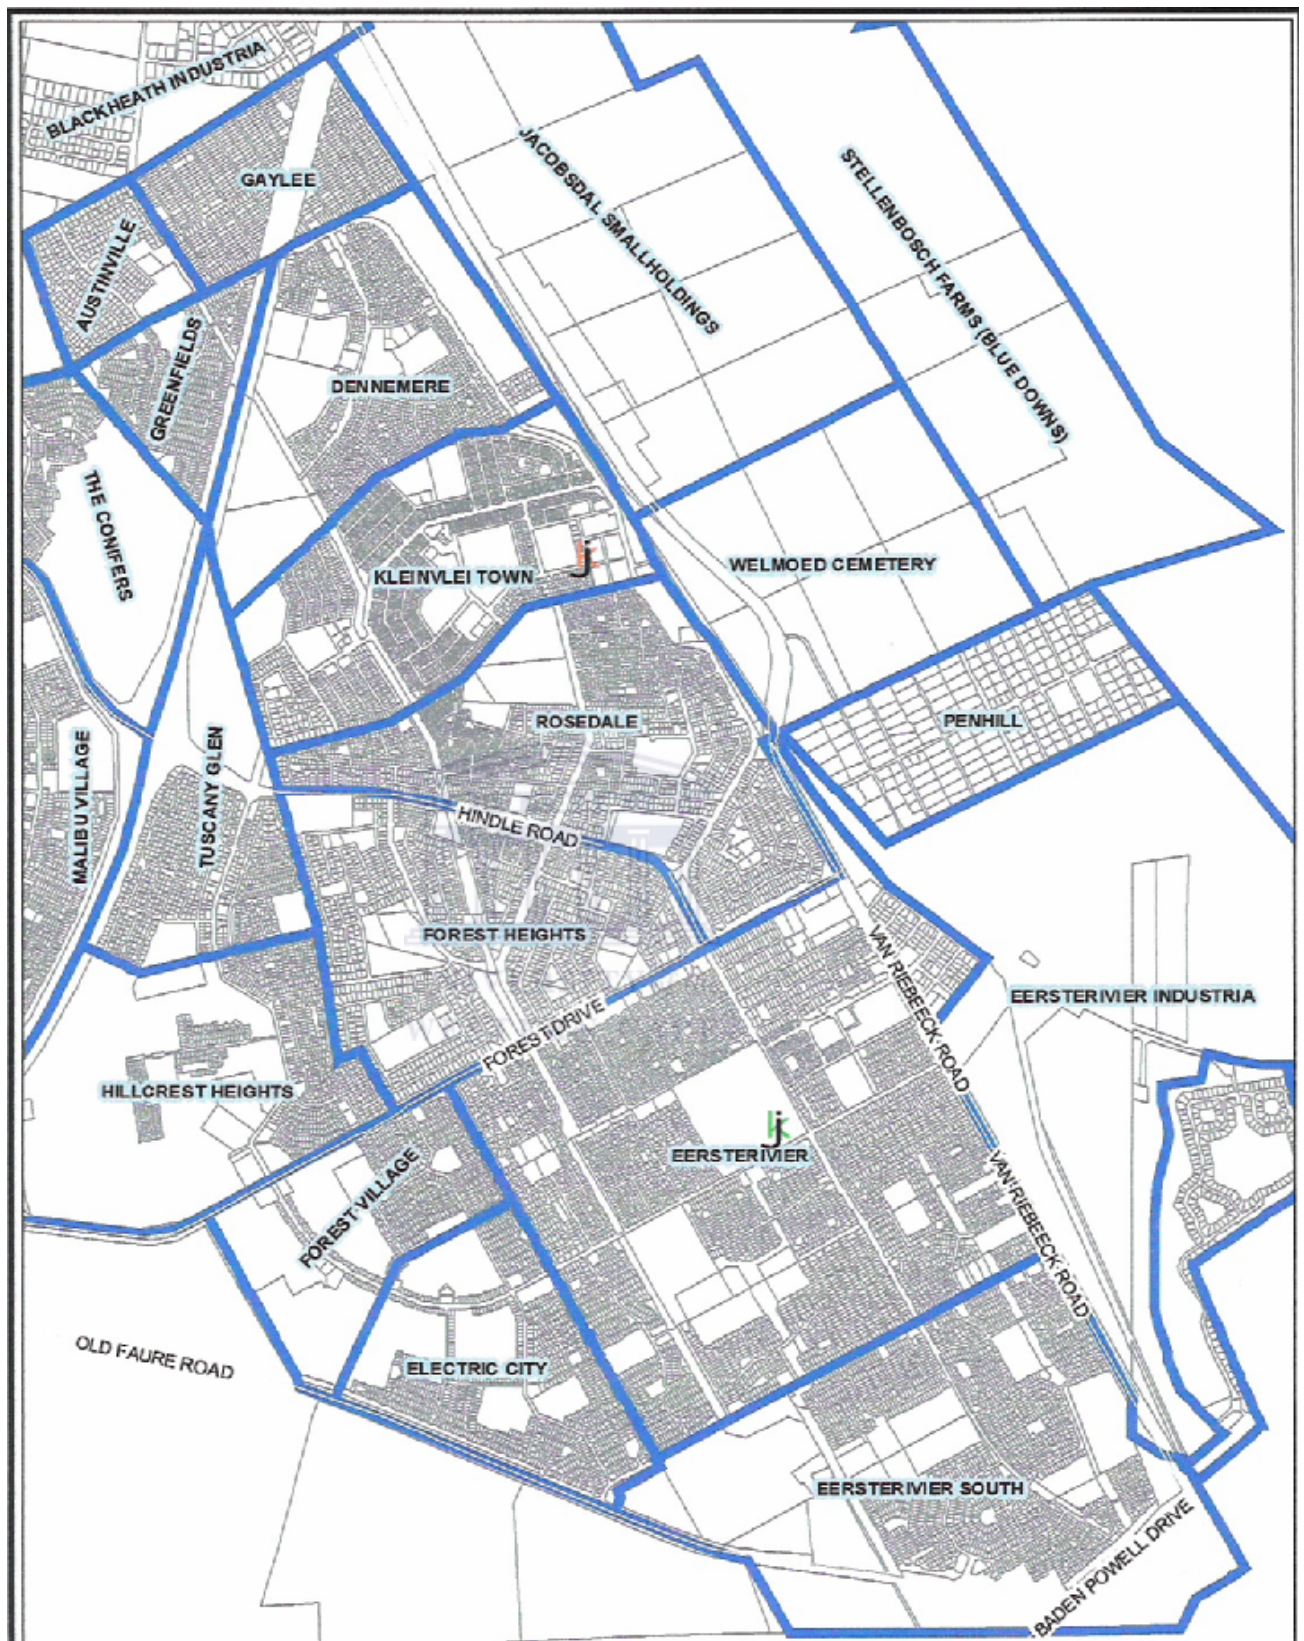 BLACKHEATH INDUSTRIA
GAYLEE
JACOBSDAL SMALLHOLDINGS
STELLENBOSCH FARMS (BLUE DOWNS)
AUSTINVILLE
GREENFIELDS
DENNEMERE
THE CONIFERS
KLEINVLEI TOWN
j
WELMOED CEMETERY
ROSEDALE
PENHILL
MALIBU VILLAGE
TUSCANY GLEN
HINDLE ROAD
FOREST HEIGHTS
VAN RIEBEECK ROAD
EERSTERIVIER INDUSTRIA
FOREST DRIVE
HILLCREST HEIGHTS
k
j
EERSTERIVIER
FOREST VILLAGE
VAN RIEBEECK ROAD
OLD FAURE ROAD
ELECTRIC CITY
EERSTERIVIER SOUTH
BADEN POWELL DRIVE